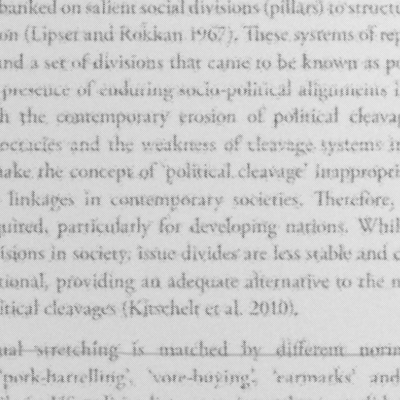 banked on salient social divisions (pillars) to structu
on (Lipset and Rokkan 1967). These systems of rep
and a set of divisions that came to be known as po
presence of enduring socio-political alignments i
h the contemporary erosion of political cleavag
ocracies and the weakness of cleavage systems in
nake the concept of 'political cleavage' inappropri
linkages in contemporary societies. Therefore,
quired, particularly for developing nations. Whil
isions in society, issue divides are less stable and c
tional, providing an adequate alternative to the n
itical cleavages (Kitschelt et al. 2010).
ual stretching is matched by different norm
'pork-barrelling', 'vote-buying', 'earmarks' and